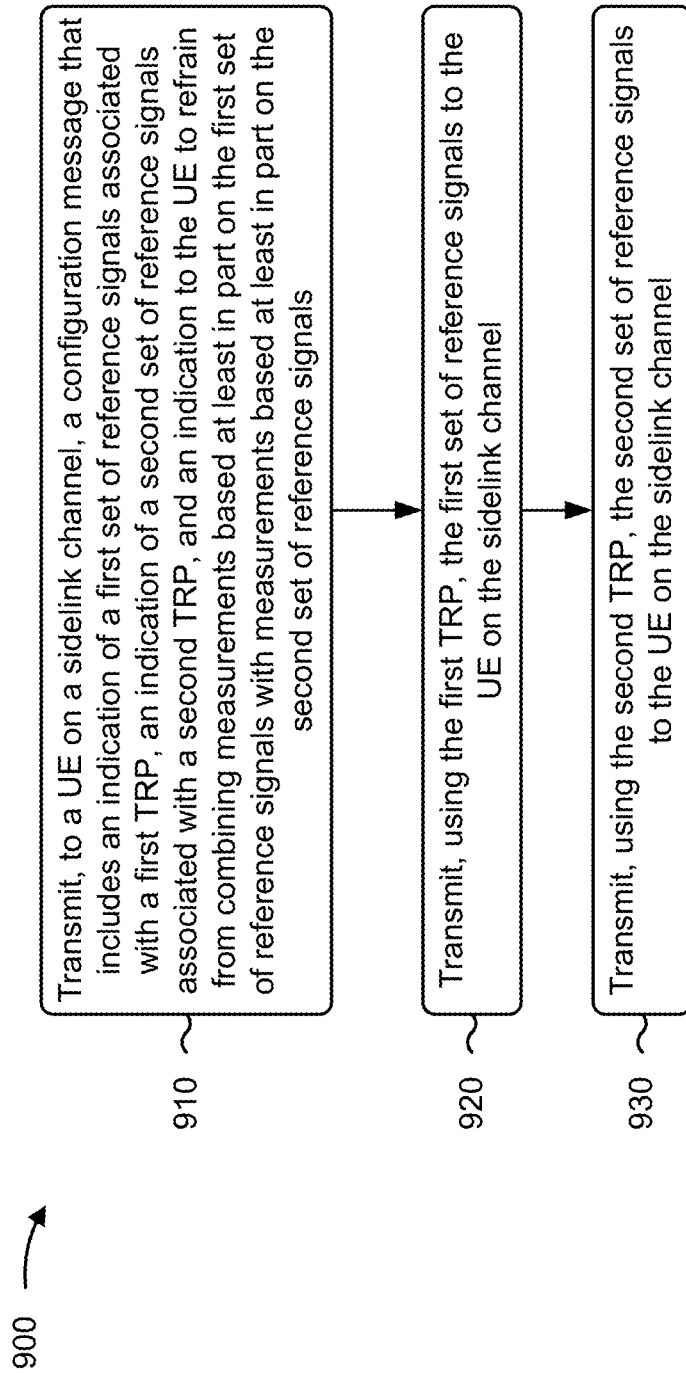 900
910
Transmit, to a UE on a sidelink channel, a configuration message that
includes an indication of a first set of reference signals associated
with a first TRP, an indication of a second set of reference signals
associated with a second TRP, and an indication to the UE to refrain
from combining measurements based at least in part on the first set
of reference signals with measurements based at least in part on the
second set of reference signals
920
Transmit, using the first TRP, the first set of reference signals to the
UE on the sidelink channel
930
Transmit, using the second TRP, the second set of reference signals
to the UE on the sidelink channel